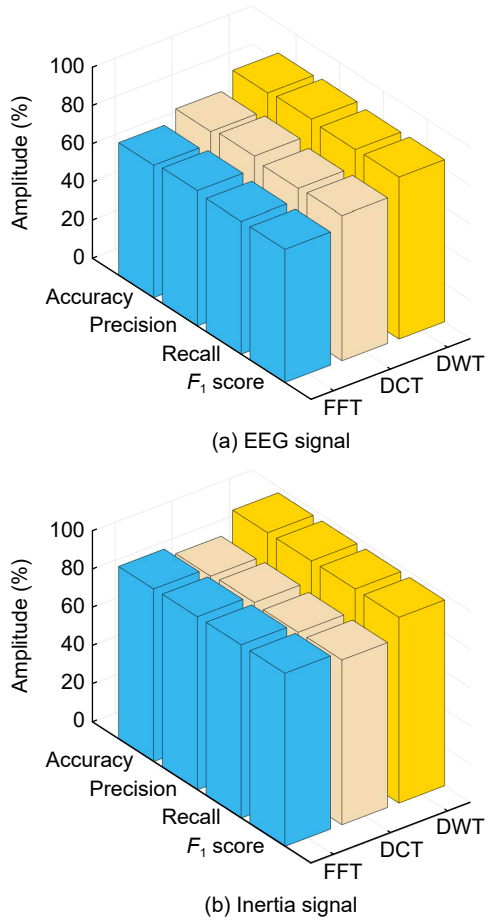 100
80
60
40
20
0
Amplitude (%)
Accuracy
Precision
Recall
F1 score
FFT
DCT
DWT
(a) EEG signal
100
80
60
40
20
0
Amplitude (%)
Accuracy
Precision
Recall
F1 score
FFT
DCT
DWT
(b) Inertia signal